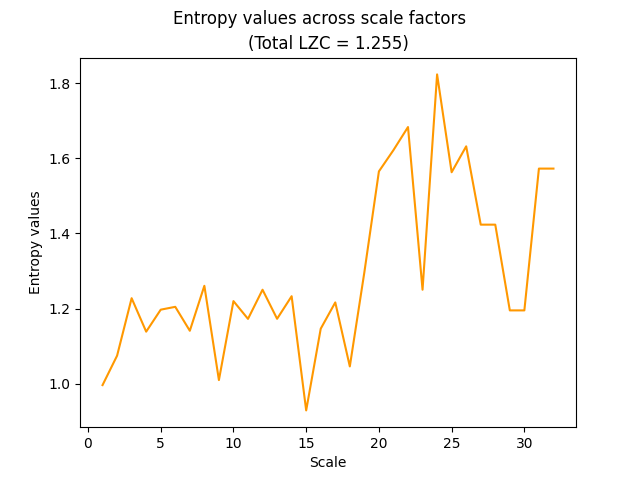 Entropy values across scale factors
(Total LZC = 1.255)
1.8
1.6
1.4
1.2
1.0
Entropy values
0 5 10 15 20 25 30
Scale